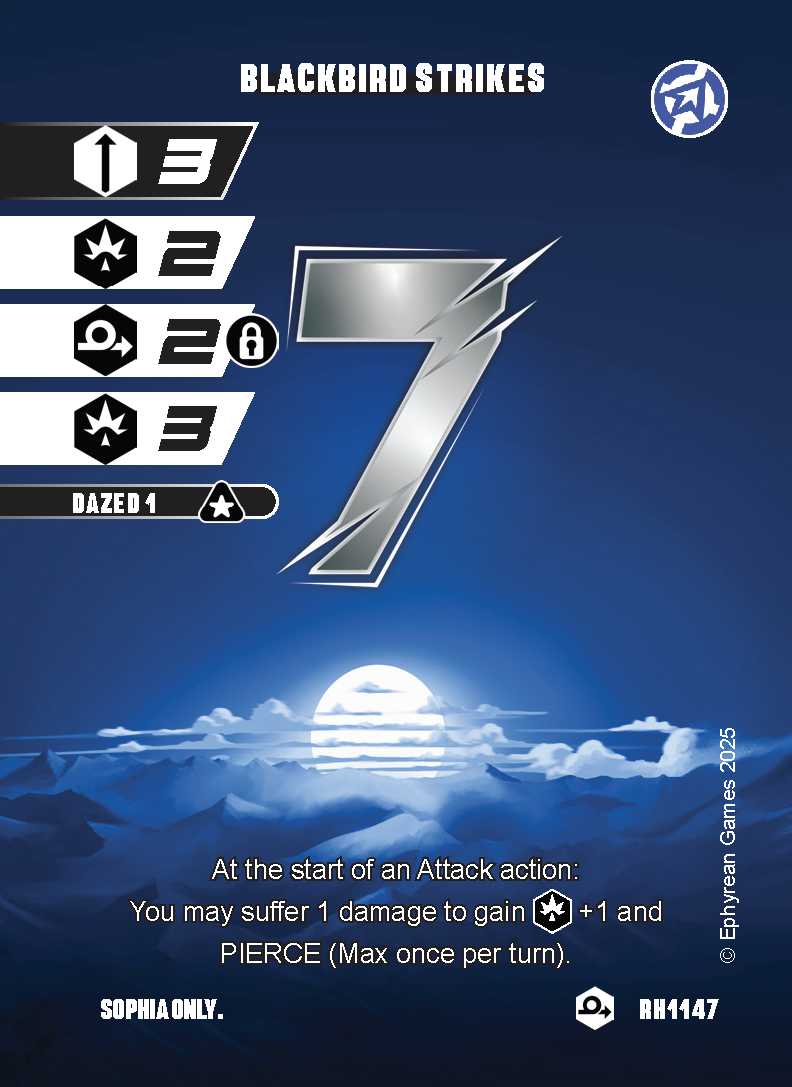 BLACKBIRD STRIKES
3
2
2
3
DAZED 1
7
At the start of an Attack action:
You may suffer 1 damage to gain +1 and
PIERCE (Max once per turn).
© Ephyrean Games 2025
SOPHIA ONLY.
RH1147